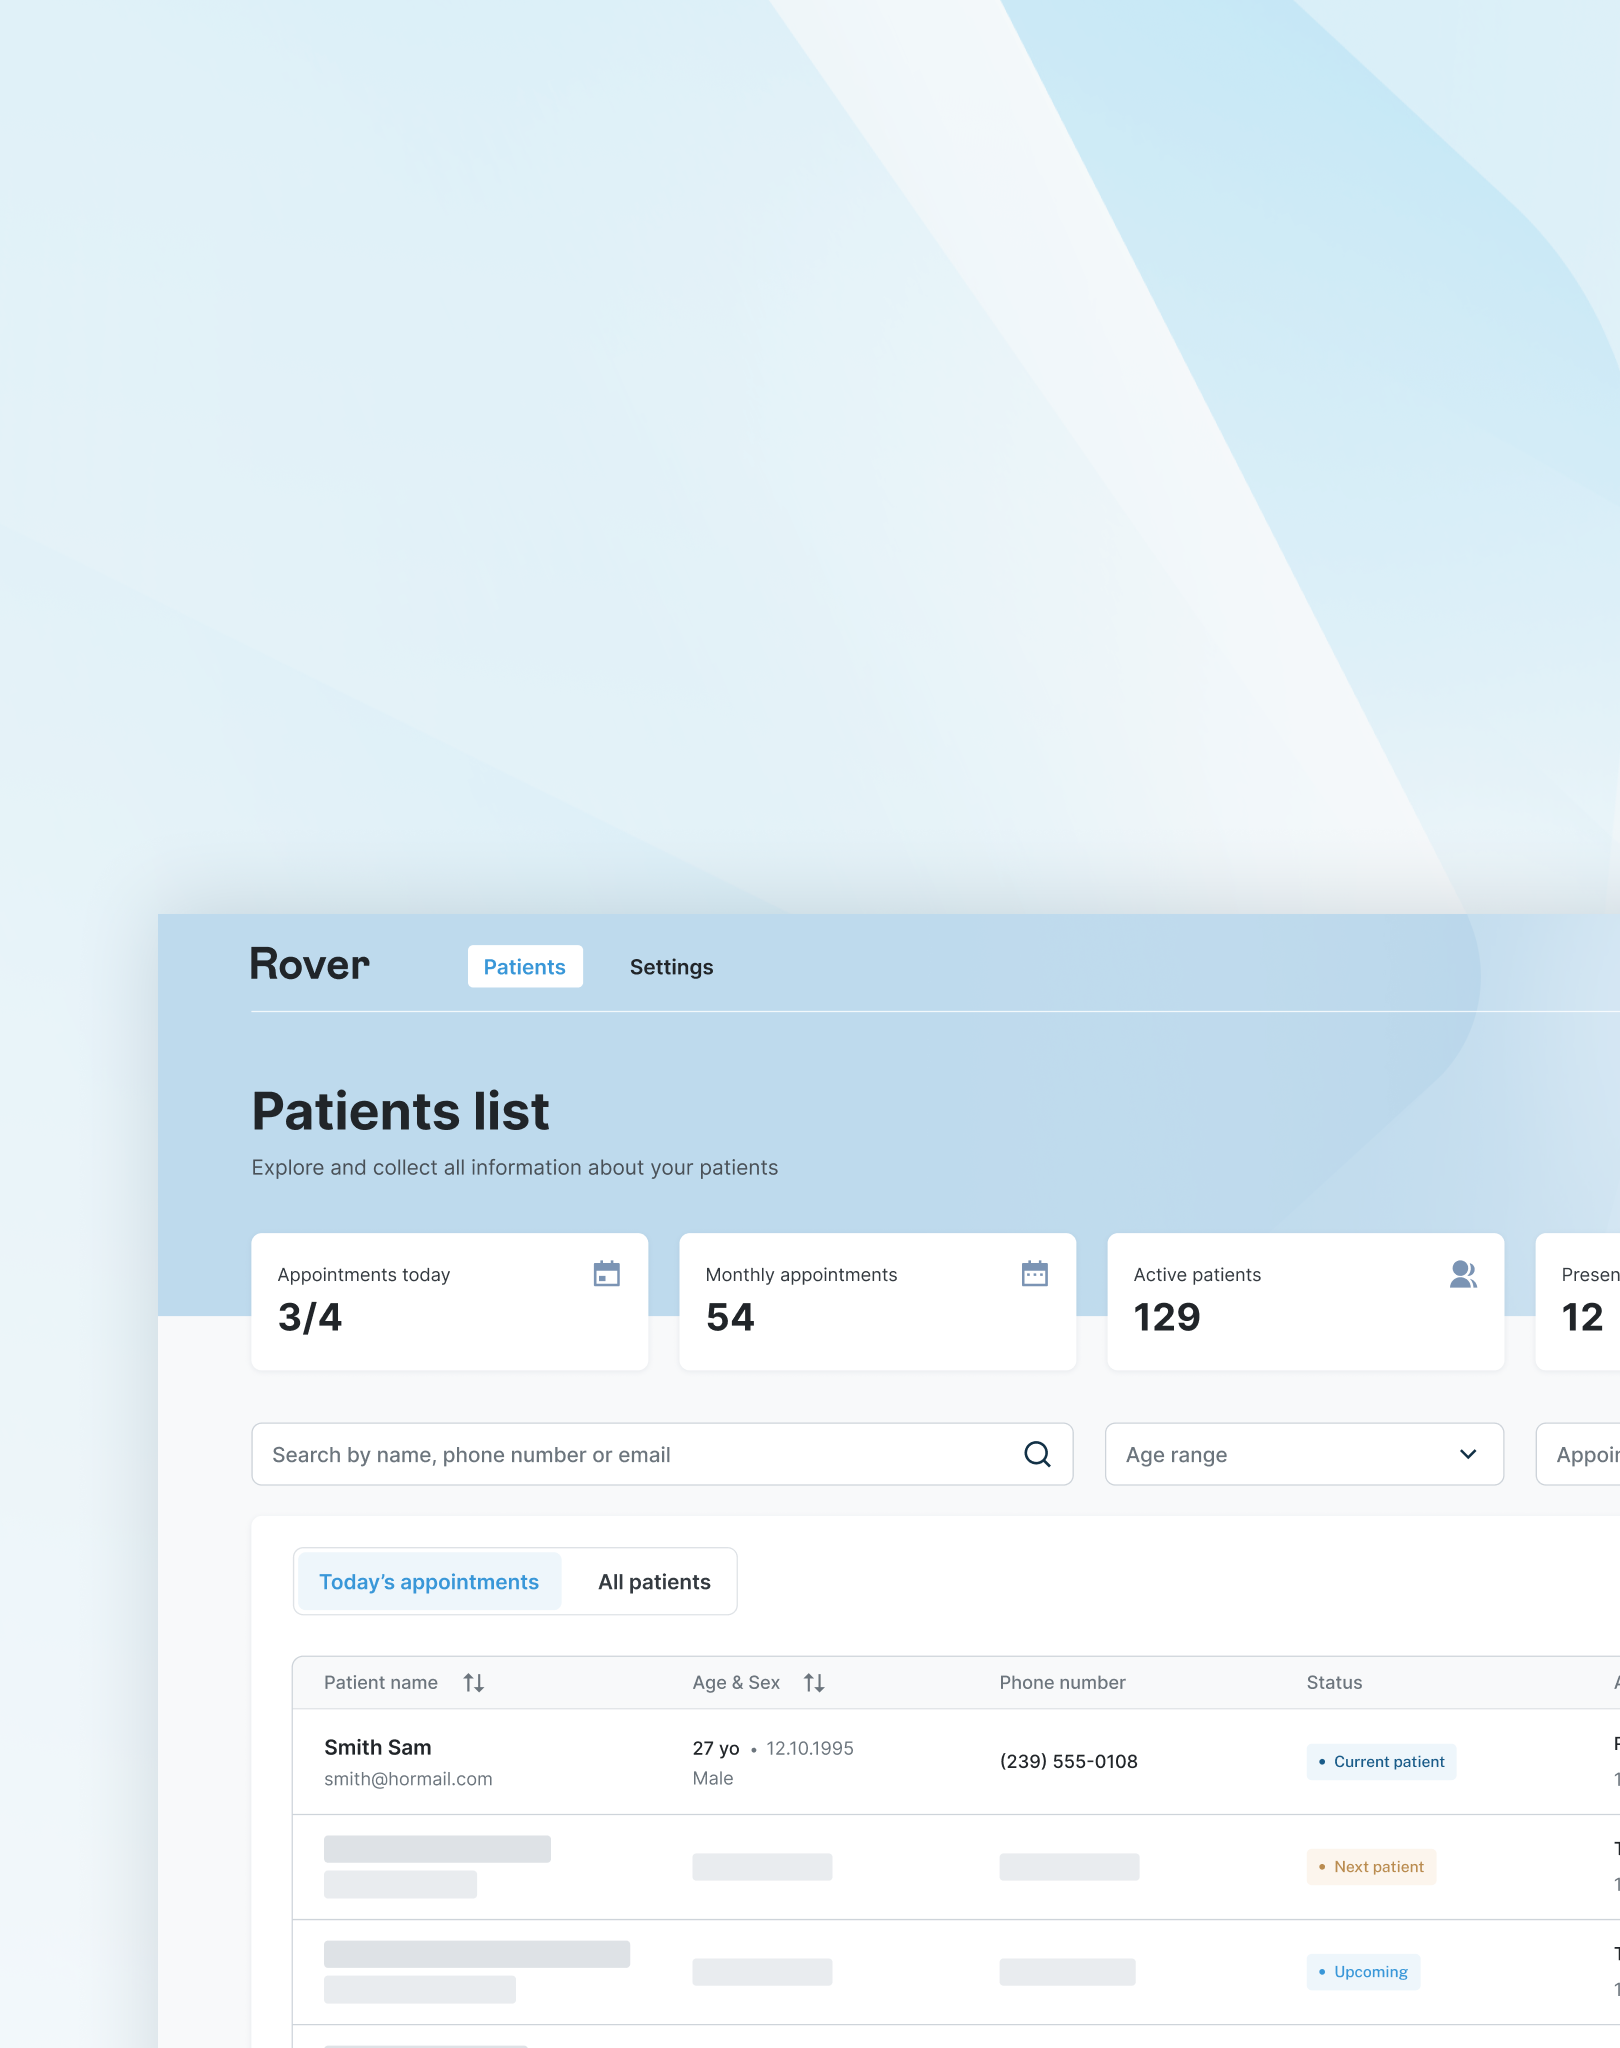 Rover
Patients
Settings
Patients list
Explore and collect all information about your patients
Appointments today
3/4
Monthly appointments
54
Active patients
129
12
Search by name, phone number or email
Age range
Today’s appointments
All patients
Patient name
Age & Sex
Phone number
Status
Smith Sam
smith@hormail.com
27 yo • 12.10.1995
Male
(239) 555-0108
• Current patient
• Next patient
• Upcoming